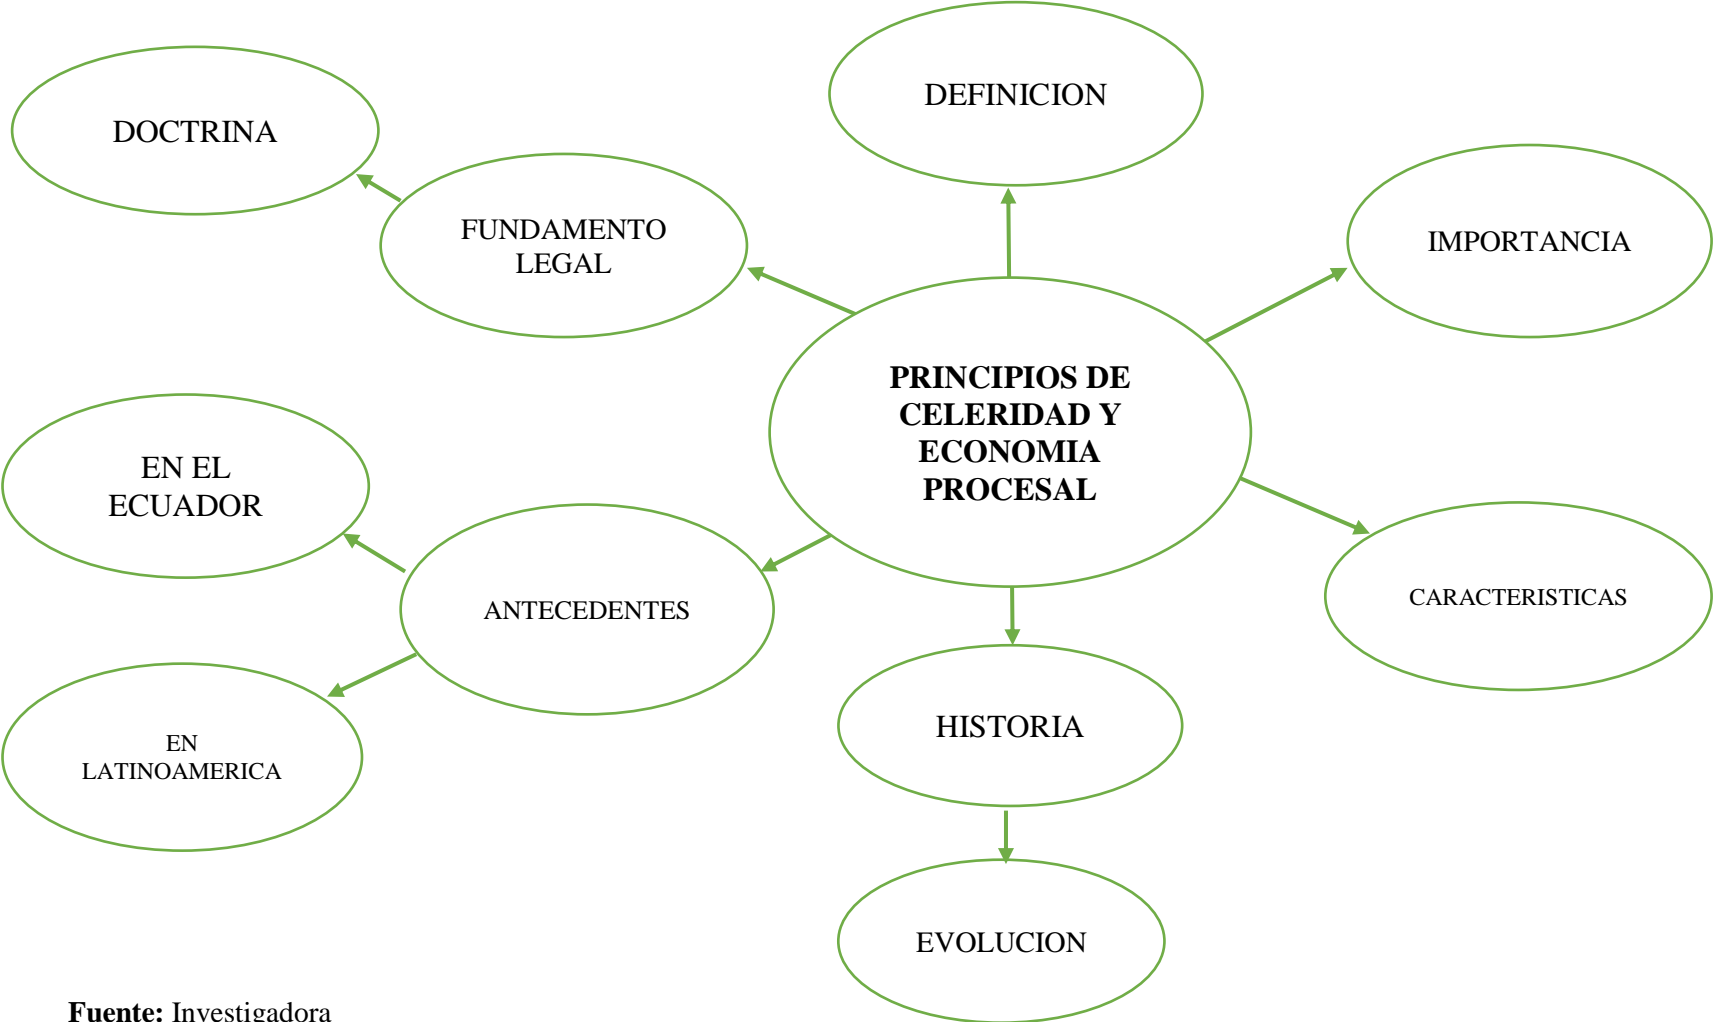 DEFINICION
DOCTRINA
FUNDAMENTO
LEGAL
IMPORTANCIA
PRINCIPIOS DE
CELERIDAD Y
ECONOMIA
PROCESAL
EN EL
ECUADOR
ANTECEDENTES
CARACTERISTICAS
EN
LATINOAMERICA
HISTORIA
EVOLUCION
Fuente: Investigadora